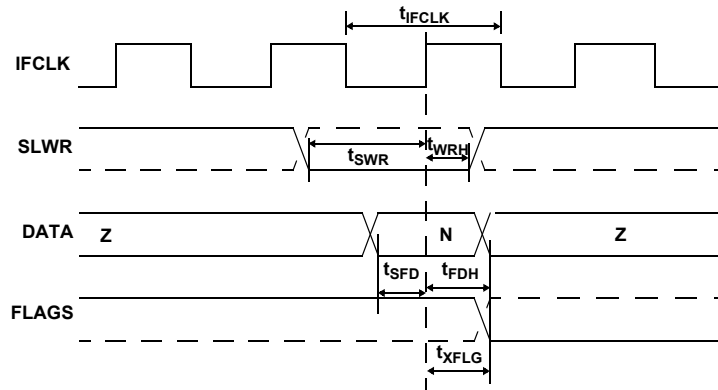 tIFCLK
IFCLK
SLWR
tSWR
tWRH
DATA
Z
N
Z
tSFD
tFDH
FLAGS
tXFLG